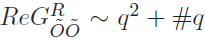 ReG^R_{ÕÕ} ∼ q^2 + #q